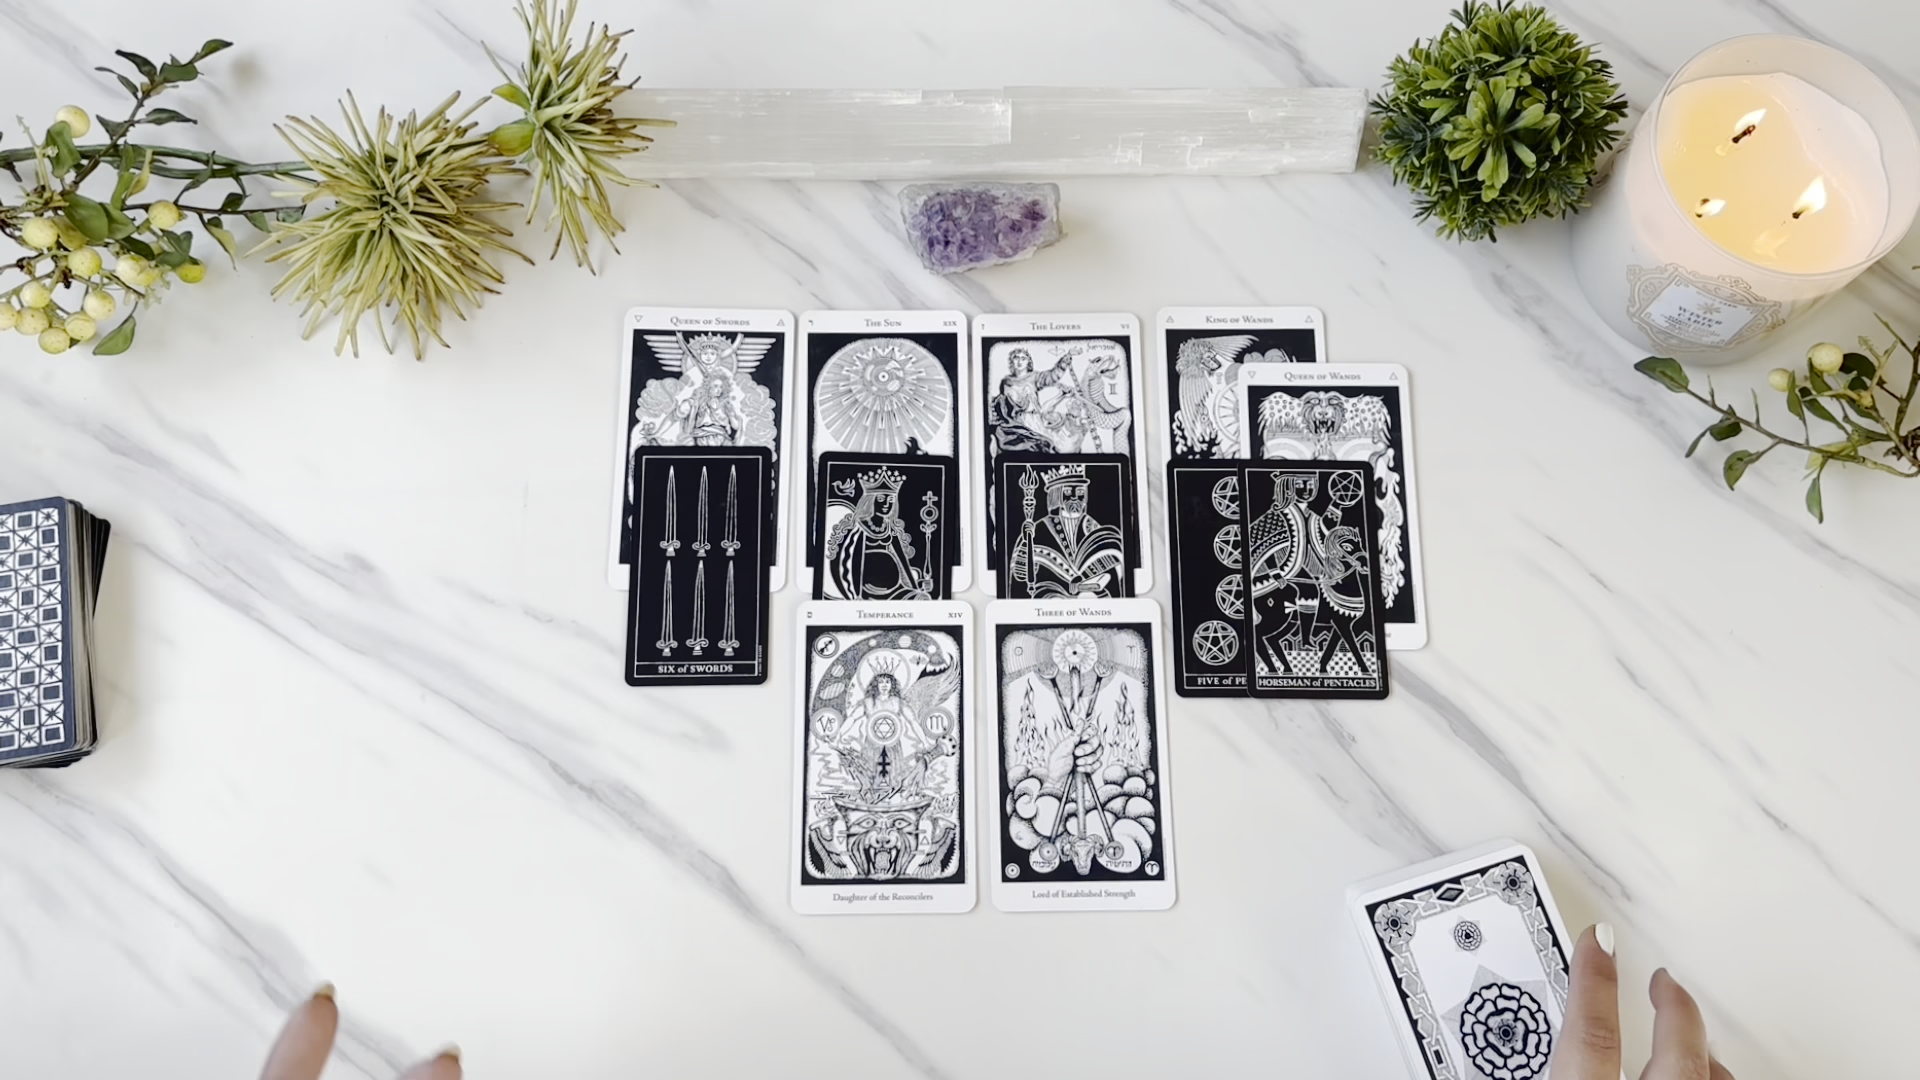 QUEEN OF SWORDS
THE SUN XIX
THE LOVERS VI
KING OF WANDS
QUEEN OF WANDS
SIX of SWORDS
TEMPERANCE XIV
Daughter of the Reconcilers
THREE OF WANDS
Lord of Established Strength
FIVE of PE
HORSEMAN of PENTACLES
WINTER